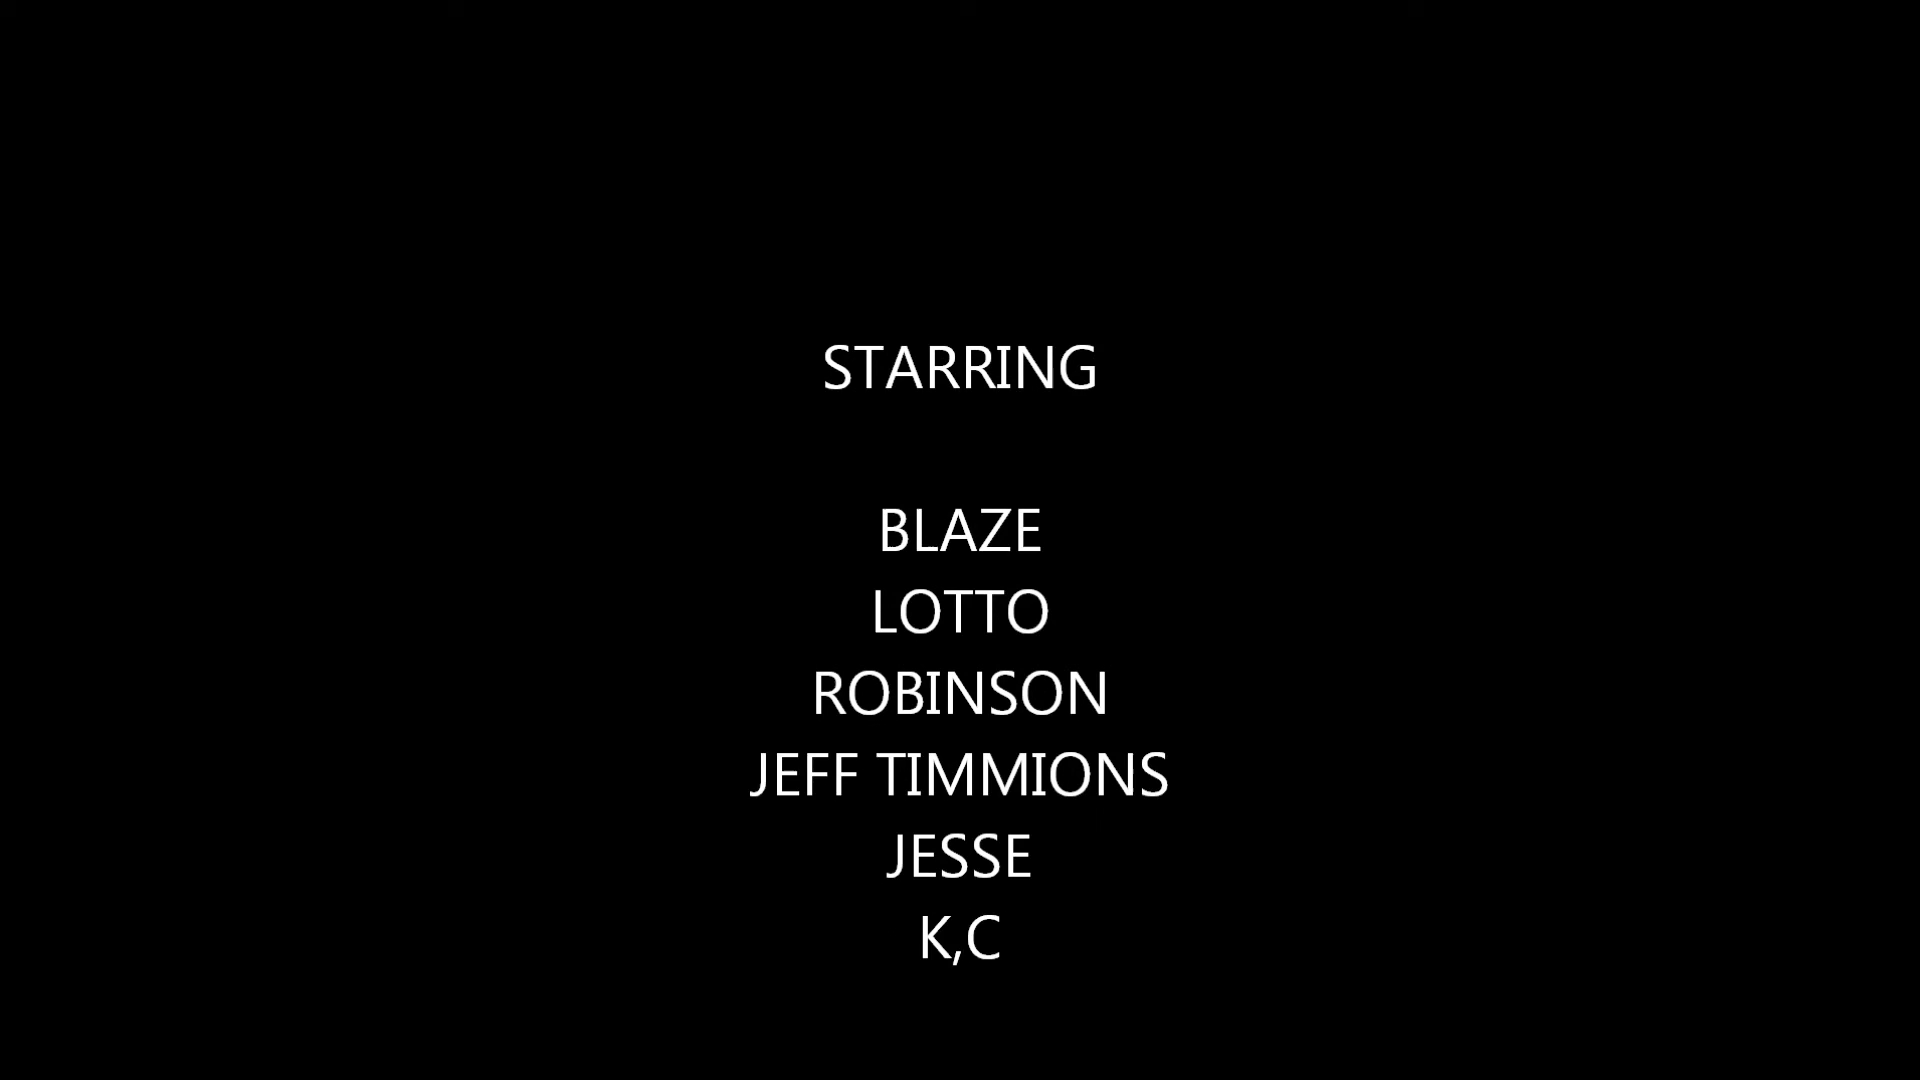 STARRING
BLAZE
LOTTO
ROBINSON
JEFF TIMMIONS
JESSE
K,C